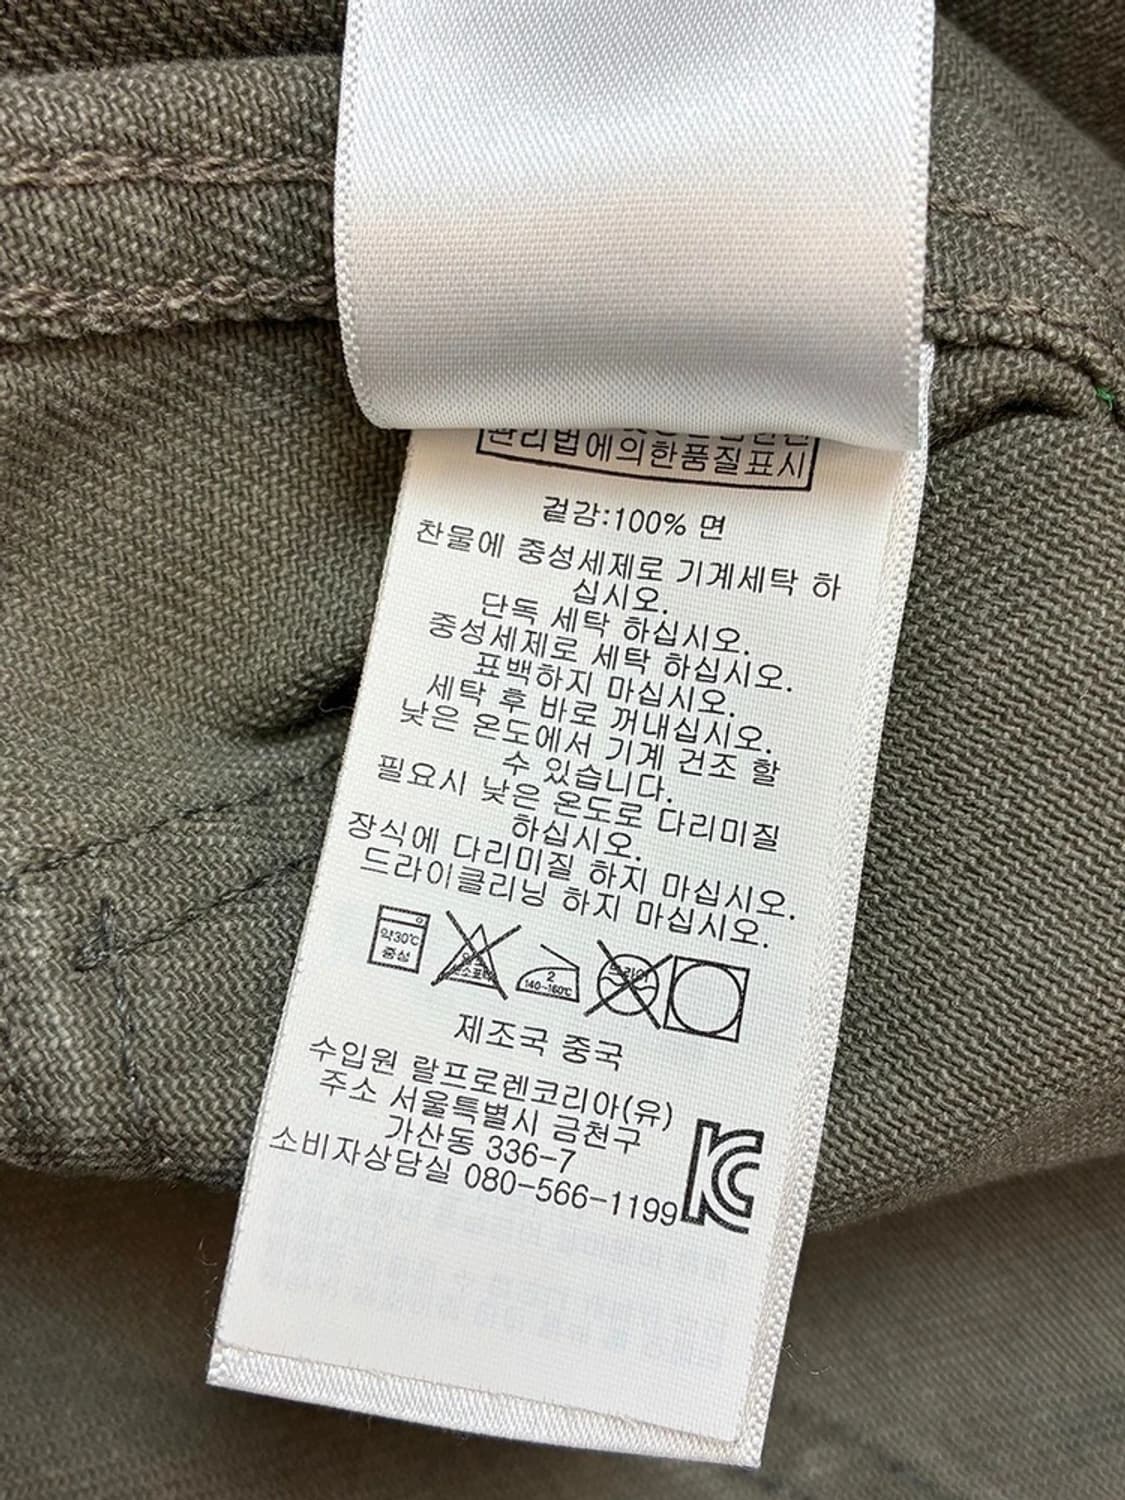 관리법에의한품질표시
겉감:100% 면
찬물에 중성세제로 기계세탁 하
십시오.
단독 세탁 하십시오.
중성세제로 세탁 하십시오.
표백하지 마십시오.
세탁 후 바로 꺼내십시오.
낮은 온도에서 기계 건조 할
수 있습니다.
필요시 낮은 온도로 다리미질
하십시오.
장식에 다리미질 하지 마십시오.
드라이클리닝 하지 마십시오.
약30℃
중성
2
140~160℃
드라이
제조국 중국
수입원 랄프로렌코리아(유)
주소 서울특별시 금천구
가산동 336-7
소비자상담실 080-566-1199